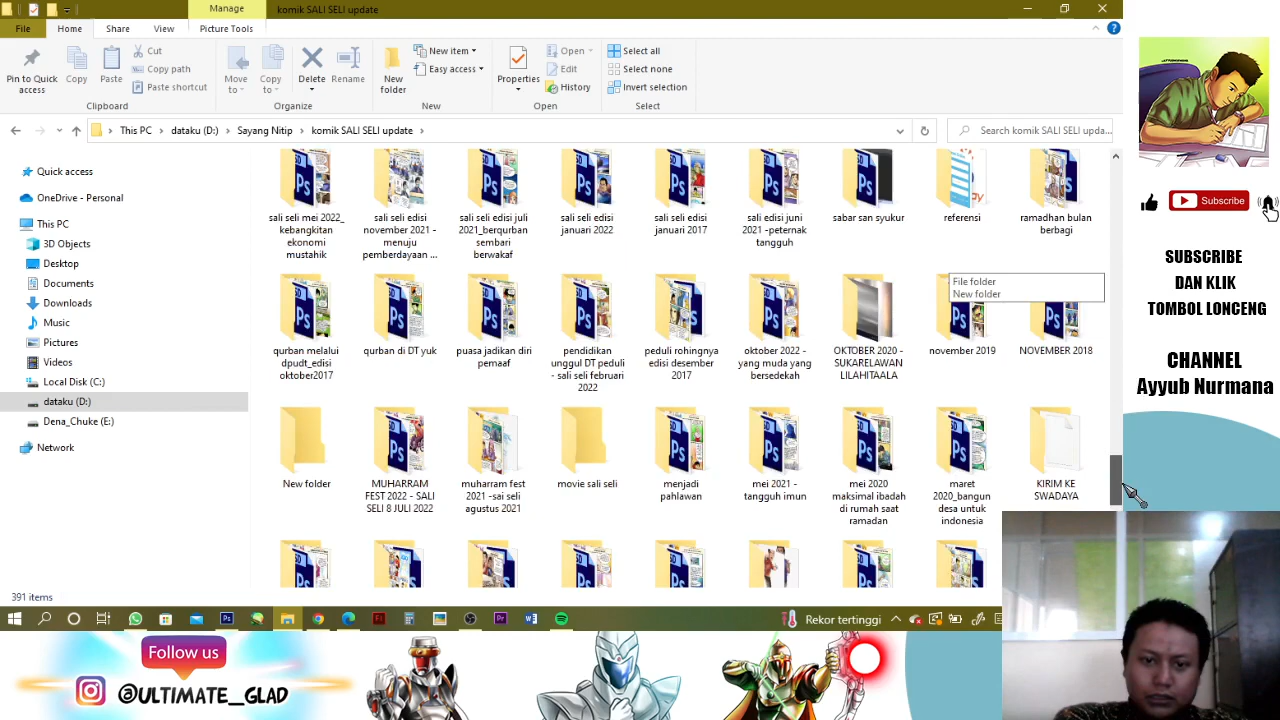 Manage
komik SALI SELI update
File
Home
Share
View
Picture Tools
Pin to Quick
access
Copy
Paste
Cut
Copy path
Paste shortcut
Clipboard
Move
to
Copy
to
Delete
Rename
Organize
New
folder
New item
Easy access
New
Properties
Open
Edit
History
Open
Select all
Select none
Invert selection
Select
This PC
dataku (D:)
Sayang Nitip
komik SALI SELI update
Search komik SALI SELI upda...
Quick access
OneDrive - Personal
This PC
3D Objects
Desktop
Documents
Downloads
Music
Pictures
Videos
Local Disk (C:)
dataku (D:)
Dena_Chuke (E:)
Network
sali seli mei 2022_
kebangkitan
ekonomi
mustahik
sali seli edisi
november 2021 -
menuju
pemberdayaan ...
sali seli edisi juli
2021_berqurban
sembari
berwakaf
sali seli edisi
januari 2022
sali seli edisi
januari 2017
sali edisi juni
2021 -peternak
tangguh
sabar san syukur
referensi
ramadhan bulan
berbagi
File folder
New folder
qurban melalui
dpudt_edisi
oktober2017
qurban di DT yuk
puasa jadikan diri
pemaaf
pendidikan
unggul DT peduli
- sali seli februari
2022
peduli rohingnya
edisi desember
2017
oktober 2022 -
yang muda yang
bersedekah
OKTOBER 2020 -
SUKARELAWAN
LILAHITAALA
november 2019
NOVEMBER 2018
New folder
MUHARRAM
FEST 2022 - SALI
SELI 8 JULI 2022
muharram fest
2021 -sai seli
agustus 2021
movie sali seli
menjadi
pahlawan
mei 2021 -
tangguh imun
mei 2020
maksimal ibadah
di rumah saat
ramadan
maret
2020_bangun
desa untuk
indonesia
KIRIM KE
SWADAYA
391 items
Rekor tertinggi
Subscribe
SUBSCRIBE
DAN KLIK
TOMBOL LONCENG
CHANNEL
Ayyub Nurmana
Follow us
@ULTIMATE_GLAD